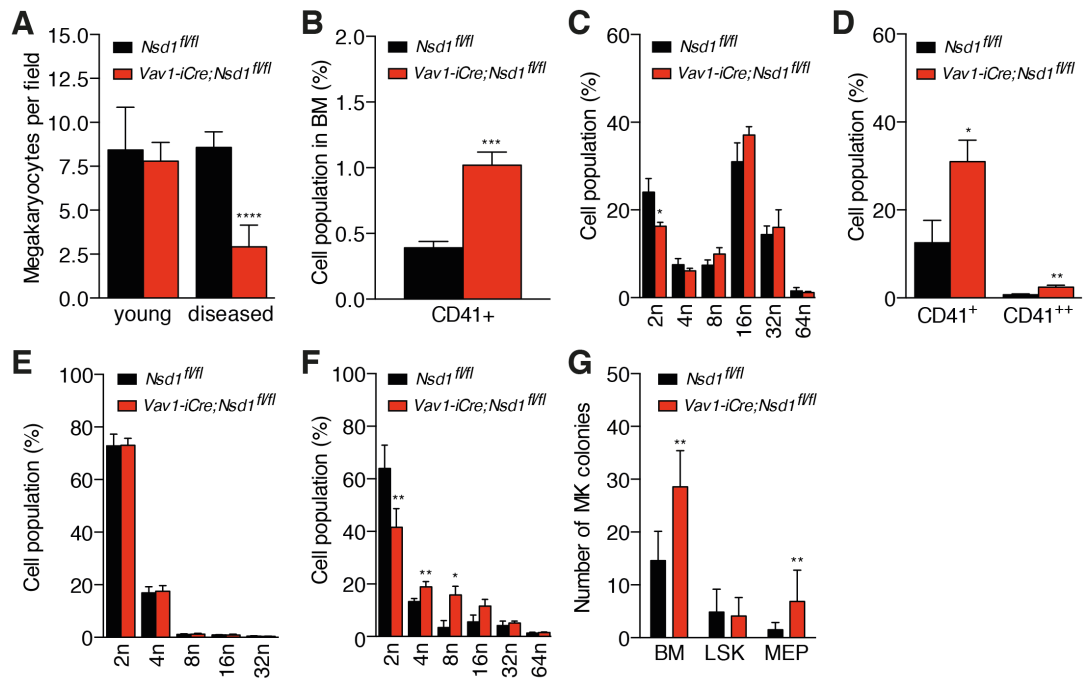 A
Megakaryocytes per field
15.0
12.5
10.0
7.5
5.0
2.5
0.0
Nsd1fl/fl
Vav1-iCre;Nsd1fl/fl
****
young diseased
B
Cell population in BM (%)
2.0
1.5
1.0
0.5
0.0
Nsd1fl/fl
Vav1-iCre;Nsd1fl/fl
***
CD41+
C
Cell population (%)
60
40
20
0
Nsd1fl/fl
Vav1-iCre;Nsd1fl/fl
*
2n 4n 8n 16n 32n 64n
D
Cell population (%)
60
40
20
0
Nsd1fl/fl
Vav1-iCre;Nsd1fl/fl
*
**
CD41+ CD41++
E
Cell population (%)
100
80
60
40
20
0
Nsd1fl/fl
Vav1-iCre;Nsd1fl/fl
2n 4n 8n 16n 32n
F
Cell population (%)
100
80
60
40
20
0
Nsd1fl/fl
Vav1-iCre;Nsd1fl/fl
**
**
*
2n 4n 8n 16n 32n 64n
G
Number of MK colonies
50
40
30
20
10
0
Nsd1fl/fl
Vav1-iCre;Nsd1fl/fl
**
**
BM LSK MEP